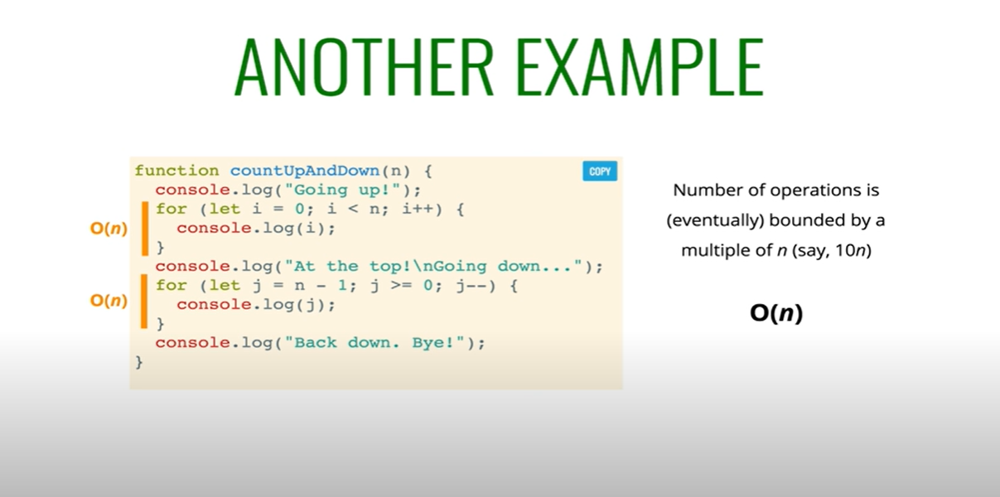 ANOTHER EXAMPLE
function countUpAndDown(n) {
COPY
console.log("Going up!");
for (let i = 0; i < n; i++) {
console.log(i);
}
O(n)
console.log("At the top!\nGoing down...");
for (let j = n - 1; j >= 0; j--) {
console.log(j);
}
O(n)
console.log("Back down. Bye!");
}
Number of operations is
(eventually) bounded by a
multiple of n (say, 10n)
O(n)